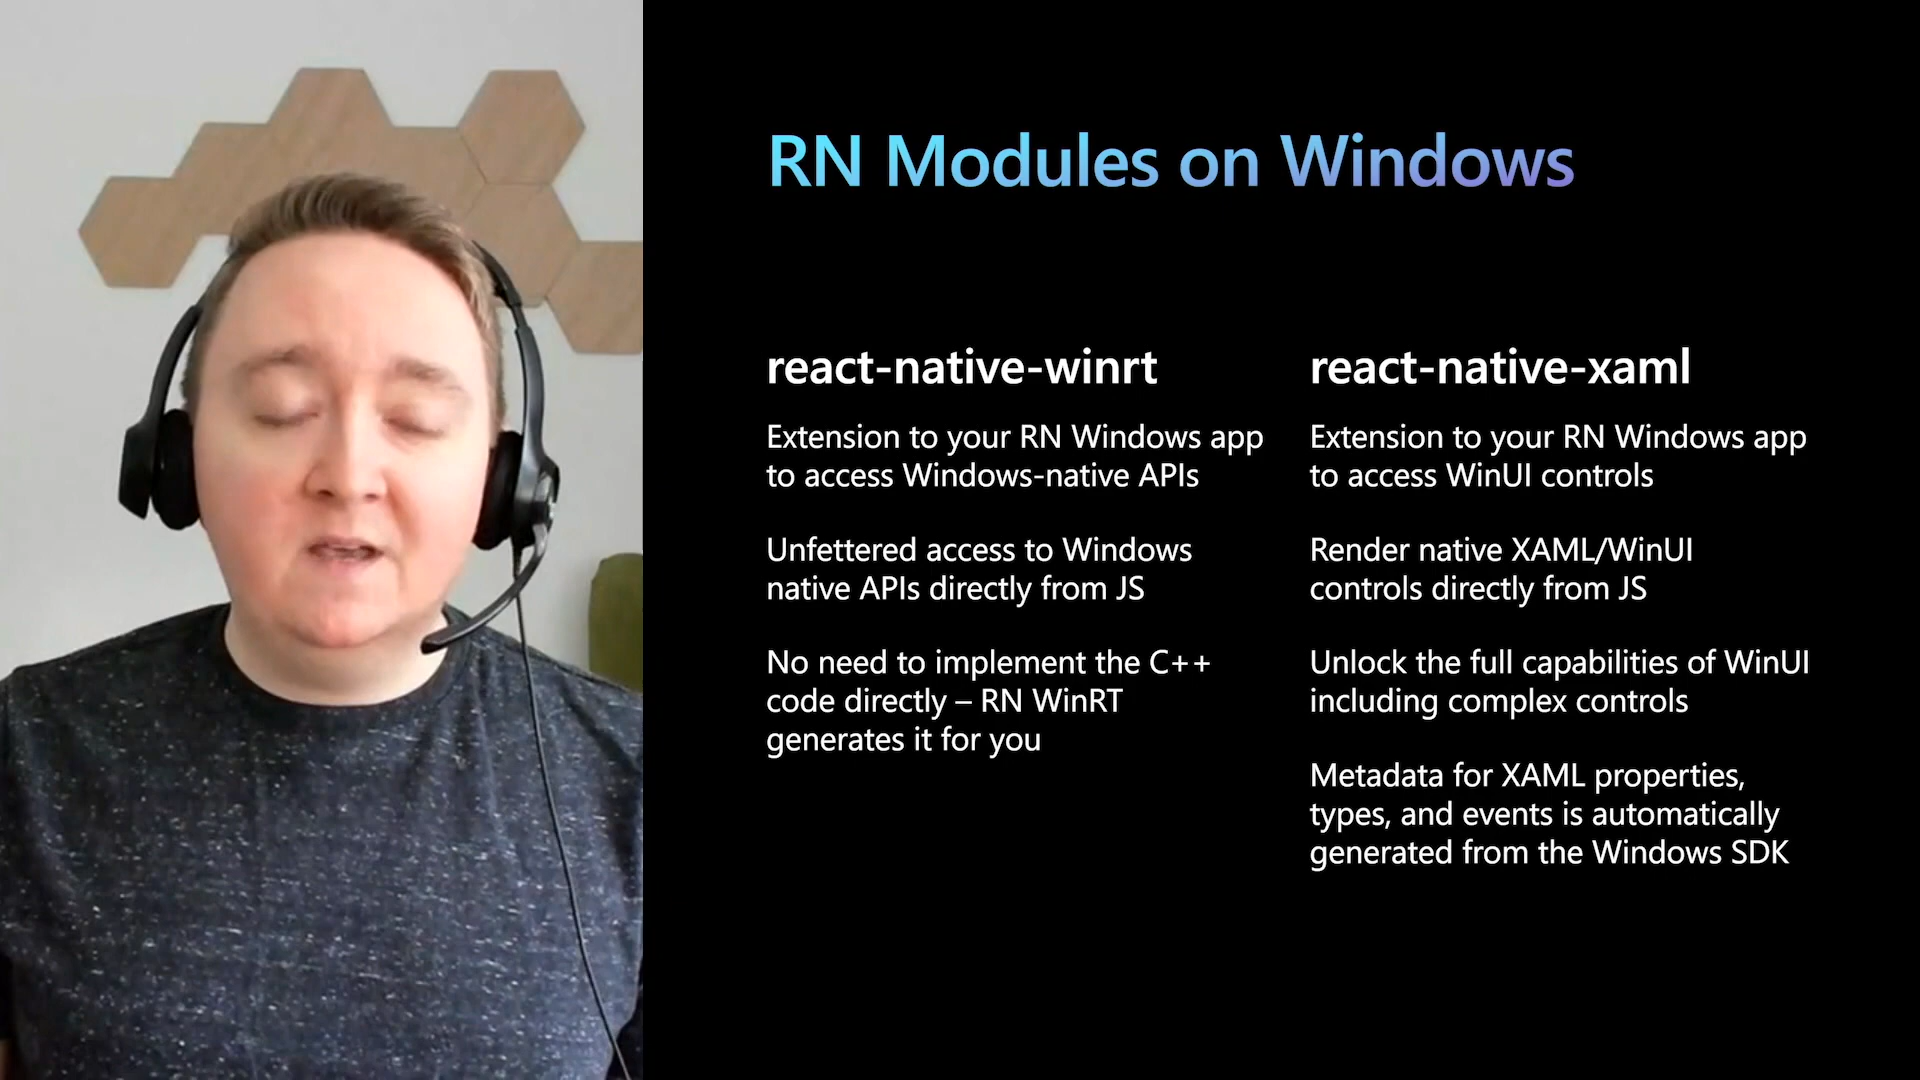 RN Modules on Windows
react-native-winrt
Extension to your RN Windows app
to access Windows-native APIs
Unfettered access to Windows
native APIs directly from JS
No need to implement the C++
code directly – RN WinRT
generates it for you
react-native-xaml
Extension to your RN Windows app
to access WinUI controls
Render native XAML/WinUI
controls directly from JS
Unlock the full capabilities of WinUI
including complex controls
Metadata for XAML properties,
types, and events is automatically
generated from the Windows SDK